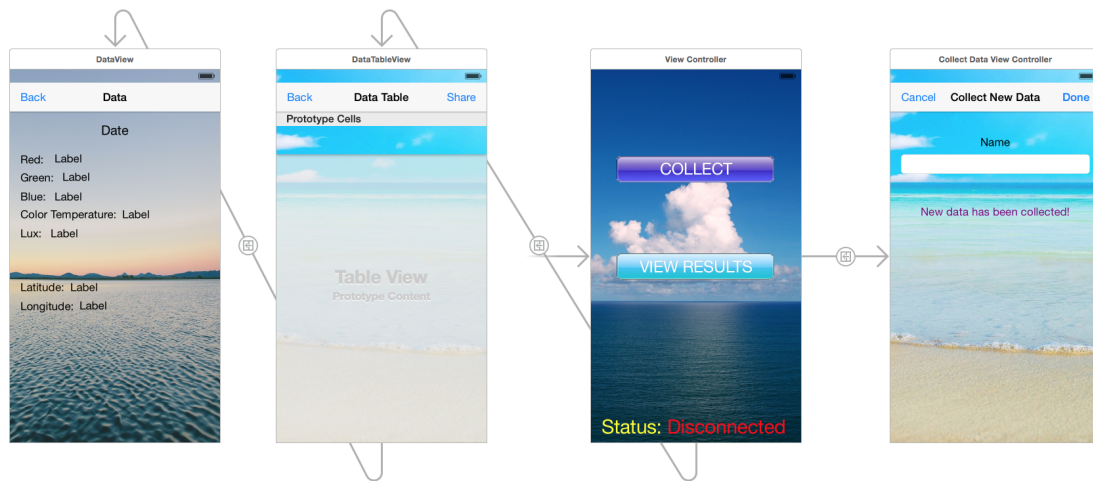 DataView
Back Data
Date
Red: Label
Green: Label
Blue: Label
Color Temperature: Label
Lux: Label
Latitude: Label
Longitude: Label
DataTableView
Back Data Table Share
Prototype Cells
Table View
Prototype Content
View Controller
COLLECT
VIEW RESULTS
Status: Disconnected
Collect Data View Controller
Cancel Collect New Data Done
Name
New data has been collected!